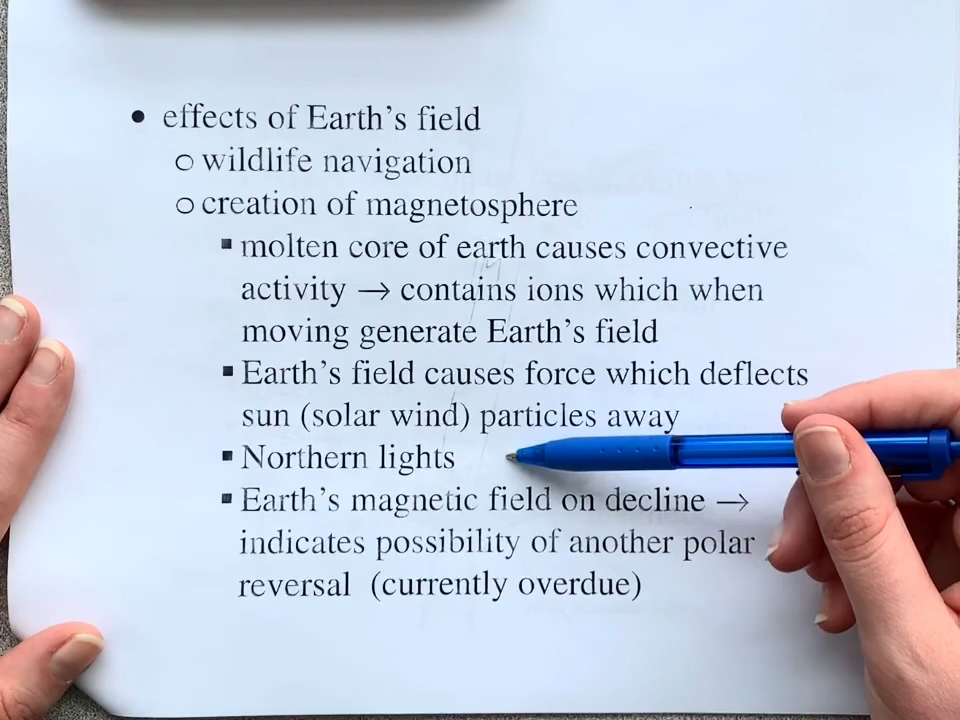 • effects of Earth's field
o wildlife navigation
o creation of magnetosphere
▪ molten core of earth causes convective
activity → contains ions which when
moving generate Earth's field
▪ Earth's field causes force which deflects
sun (solar wind) particles away
▪ Northern lights
▪ Earth's magnetic field on decline →
indicates possibility of another polar
reversal (currently overdue)